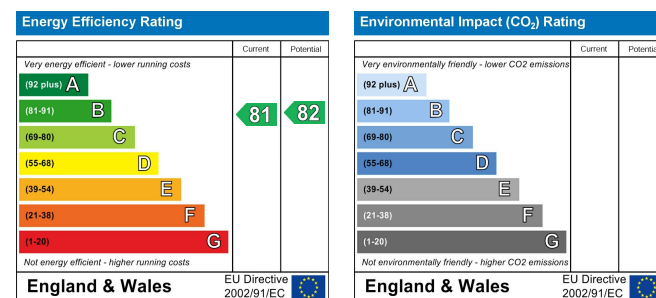 Energy Efficiency Rating
Current Potential
Very energy efficient - lower running costs
(92 plus) A
(81-91) B
81 82
(69-80) C
(55-68) D
(39-54) E
(21-38) F
(1-20) G
Not energy efficient - higher running costs
England & Wales
EU Directive
2002/91/EC
Environmental Impact (CO₂) Rating
Current Potentia
Very environmentally friendly - lower CO2 emissions
(92 plus) A
(81-91) B
(69-80) C
(55-68) D
(39-54) E
(21-38) F
(1-20) G
Not environmentally friendly - higher CO2 emissions
England & Wales
EU Directive
2002/91/EC